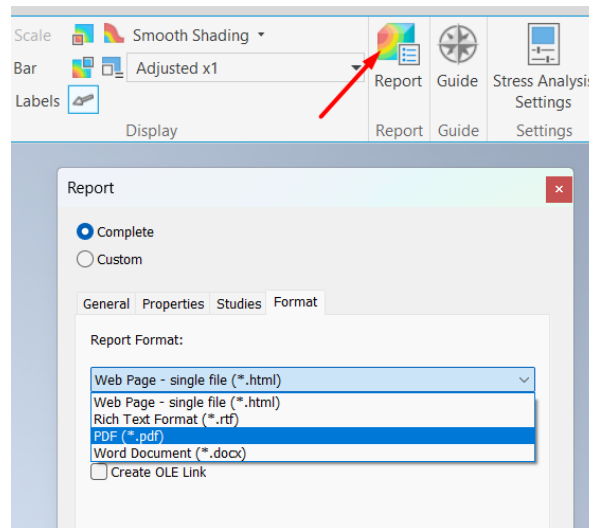 Scale
Smooth Shading
Bar
Adjusted x1
Labels
Report
Guide
Stress Analysis
Settings
Display
Report
Guide
Settings
Report
Complete
Custom
General Properties Studies Format
Report Format:
Web Page - single file (*.html)
Web Page - single file (*.html)
Rich Text Format (*.rtf)
PDF (*.pdf)
Word Document (*.docx)
Create OLE Link